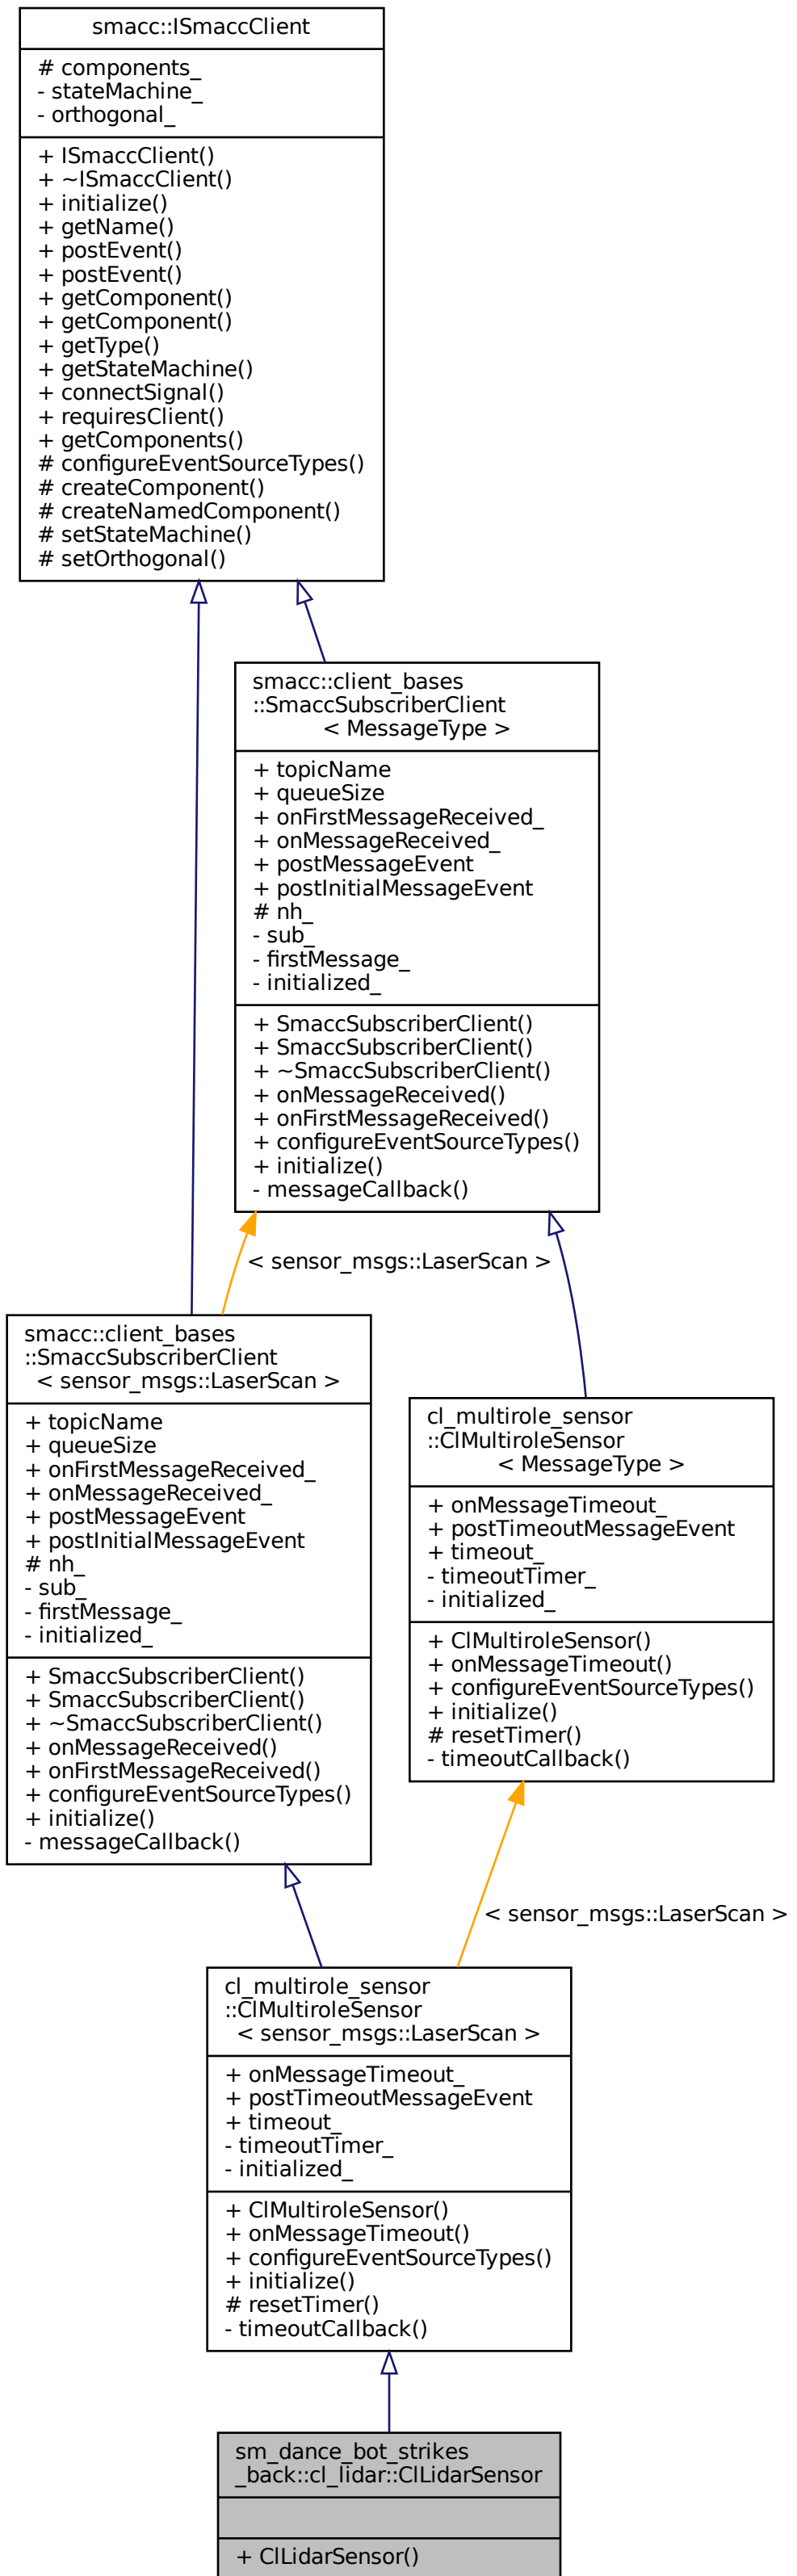 smacc::ISmaccClient
# components_
- stateMachine_
- orthogonal_
+ ISmaccClient()
+ ~ISmaccClient()
+ initialize()
+ getName()
+ postEvent()
+ postEvent()
+ getComponent()
+ getComponent()
+ getType()
+ getStateMachine()
+ connectSignal()
+ requiresClient()
+ getComponents()
# configureEventSourceTypes()
# createComponent()
# createNamedComponent()
# setStateMachine()
# setOrthogonal()
smacc::client_bases
::SmaccSubscriberClient
< MessageType >
+ topicName
+ queueSize
+ onFirstMessageReceived_
+ onMessageReceived_
+ postMessageEvent
+ postInitialMessageEvent
# nh_
- sub_
- firstMessage_
- initialized_
+ SmaccSubscriberClient()
+ SmaccSubscriberClient()
+ ~SmaccSubscriberClient()
+ onMessageReceived()
+ onFirstMessageReceived()
+ configureEventSourceTypes()
+ initialize()
- messageCallback()
< sensor_msgs::LaserScan >
smacc::client_bases
::SmaccSubscriberClient
< sensor_msgs::LaserScan >
+ topicName
+ queueSize
+ onFirstMessageReceived_
+ onMessageReceived_
+ postMessageEvent
+ postInitialMessageEvent
# nh_
- sub_
- firstMessage_
- initialized_
+ SmaccSubscriberClient()
+ SmaccSubscriberClient()
+ ~SmaccSubscriberClient()
+ onMessageReceived()
+ onFirstMessageReceived()
+ configureEventSourceTypes()
+ initialize()
- messageCallback()
cl_multirole_sensor
::ClMultiroleSensor
< MessageType >
+ onMessageTimeout_
+ postTimeoutMessageEvent
+ timeout_
- timeoutTimer_
- initialized_
+ ClMultiroleSensor()
+ onMessageTimeout()
+ configureEventSourceTypes()
+ initialize()
# resetTimer()
- timeoutCallback()
< sensor_msgs::LaserScan >
cl_multirole_sensor
::ClMultiroleSensor
< sensor_msgs::LaserScan >
+ onMessageTimeout_
+ postTimeoutMessageEvent
+ timeout_
- timeoutTimer_
- initialized_
+ ClMultiroleSensor()
+ onMessageTimeout()
+ configureEventSourceTypes()
+ initialize()
# resetTimer()
- timeoutCallback()
sm_dance_bot_strikes
_back::cl_lidar::ClLidarSensor
+ ClLidarSensor()